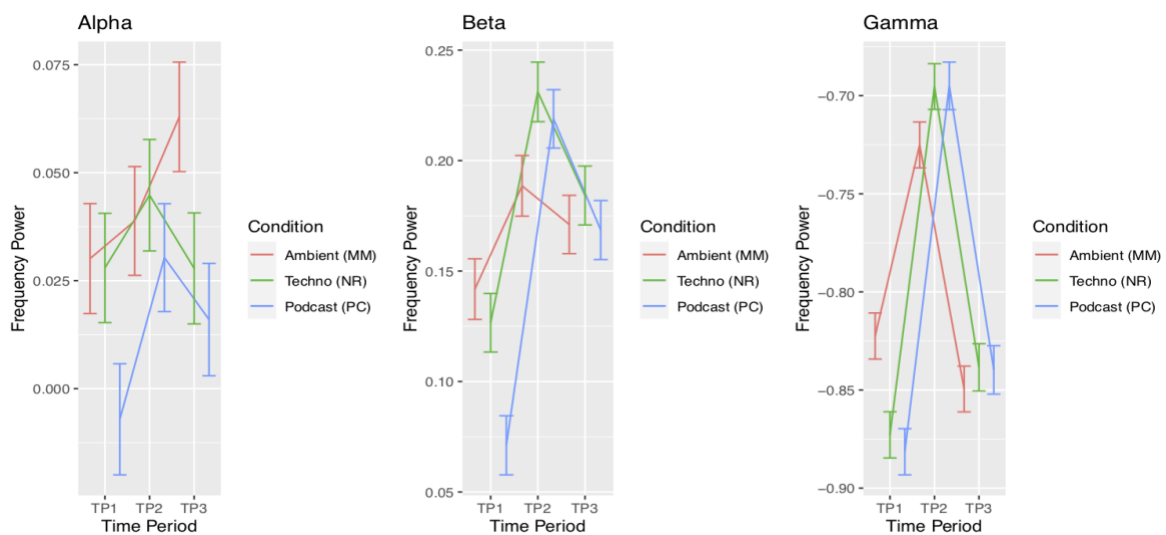 Alpha
Frequency Power
0.075
0.050
0.025
0.000
TP1 TP2 TP3
Time Period
Condition
Ambient (MM)
Techno (NR)
Podcast (PC)
Beta
Frequency Power
0.25
0.20
0.15
0.10
0.05
TP1 TP2 TP3
Time Period
Condition
Ambient (MM)
Techno (NR)
Podcast (PC)
Gamma
Frequency Power
−0.70
−0.75
−0.80
−0.85
−0.90
TP1 TP2 TP3
Time Period
Condition
Ambient (MM)
Techno (NR)
Podcast (PC)